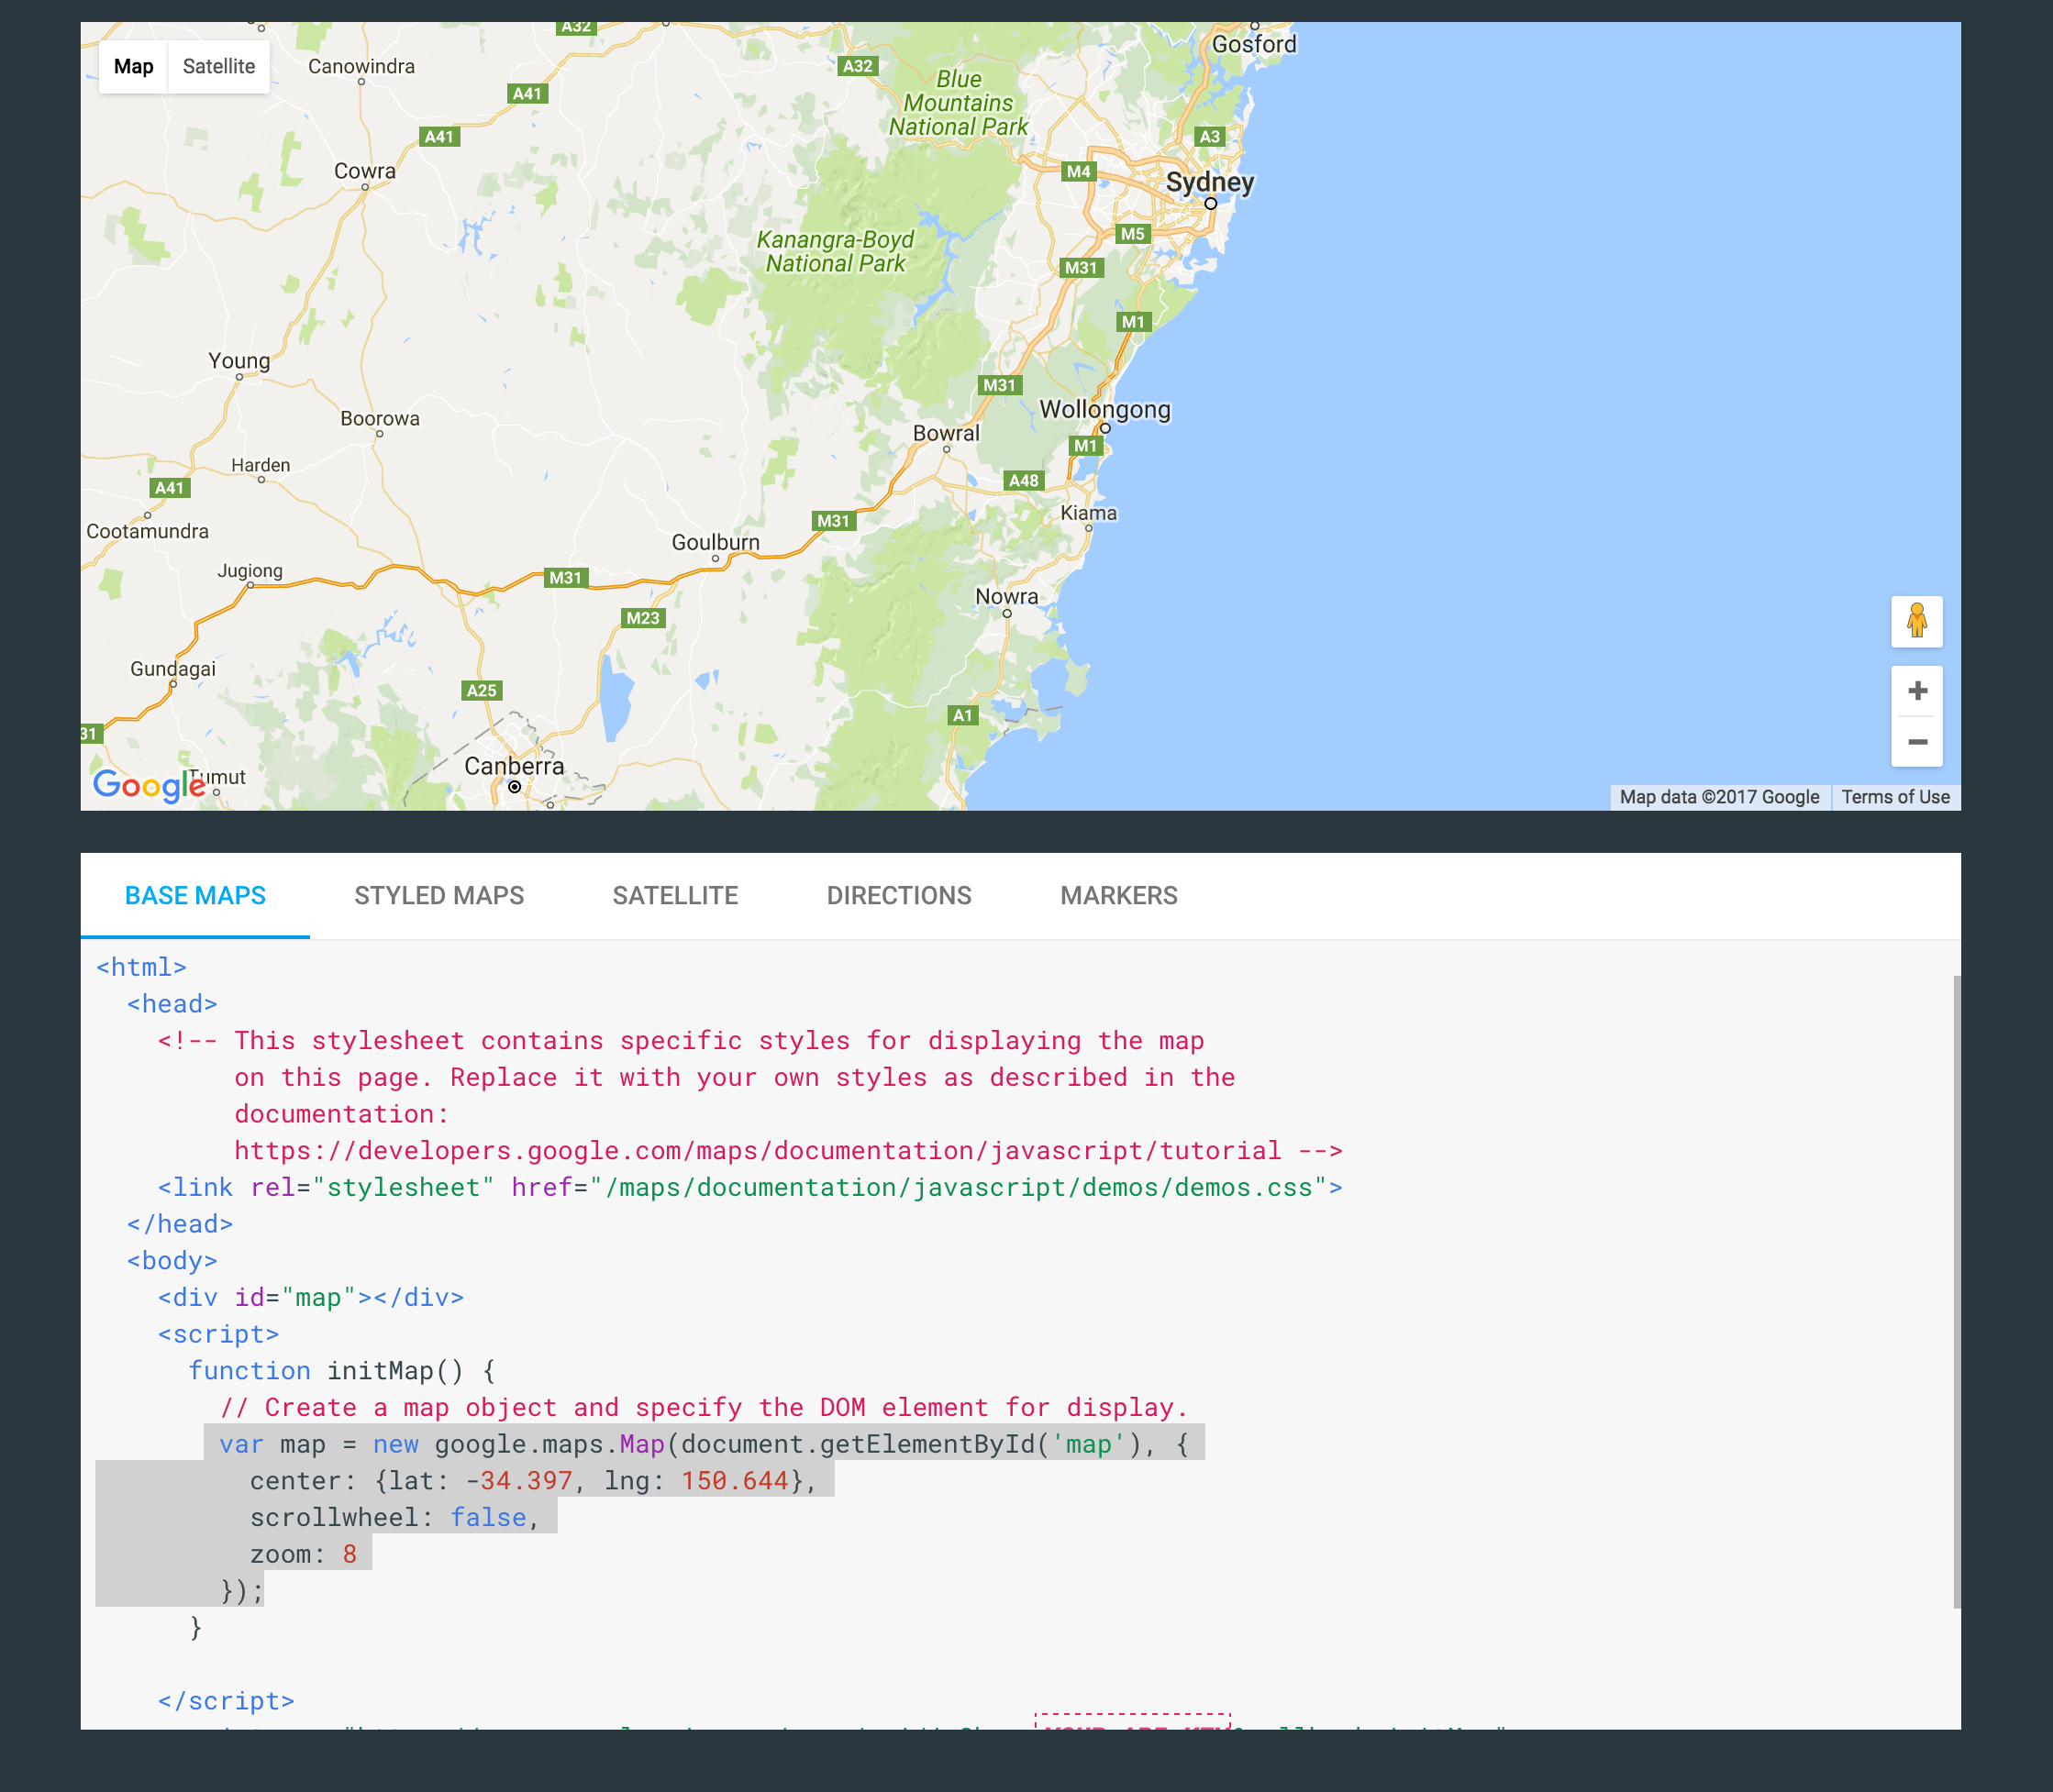 A32
Gosford
Map Satellite
Canowindra
A32
Blue
Mountains
National Park
A41
A41
A3
Cowra
M4
Sydney
Kanangra-Boyd
National Park
M5
M31
M1
Young
M31
Boorowa
Wollongong
Bowral
M1
Harden
A41
A48
Cootamundra
M31
Kiama
Goulburn
Jugiong
M31
Nowra
M23
Gundagai
A25
A1
31
Canberra
Tumut
Google
Map data ©2017 Google Terms of Use
BASE MAPS STYLED MAPS SATELLITE DIRECTIONS MARKERS
<html>
<head>
<!-- This stylesheet contains specific styles for displaying the map
on this page. Replace it with your own styles as described in the
documentation:
https://developers.google.com/maps/documentation/javascript/tutorial -->
<link rel="stylesheet" href="/maps/documentation/javascript/demos/demos.css">
</head>
<body>
<div id="map"></div>
<script>
function initMap() {
// Create a map object and specify the DOM element for display.
var map = new google.maps.Map(document.getElementById('map'), {
center: {lat: -34.397, lng: 150.644},
scrollwheel: false,
zoom: 8
});
}
</script>